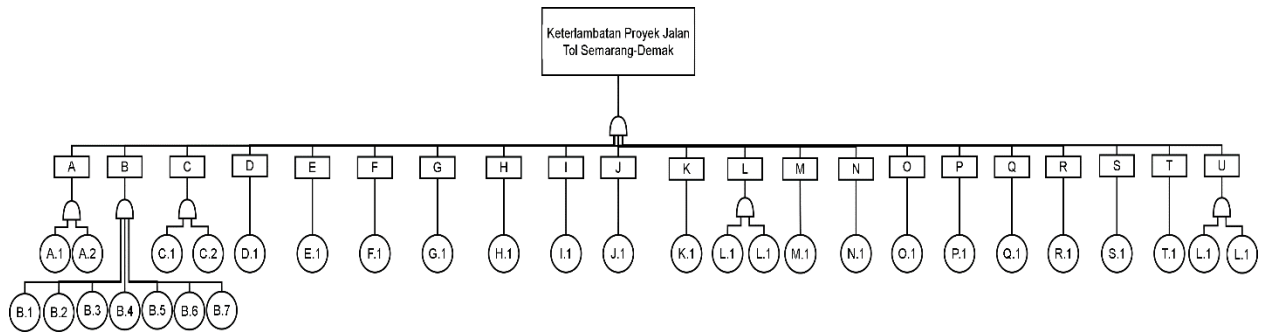 Keterlambatan Proyek Jalan
Tol Semarang-Demak
A B C D E F G H I J K L M N O P Q R S T U
A.1 A.2 C.1 C.2 D.1 E.1 F.1 G.1 H.1 I.1 J.1 K.1 L.1 L.1 M.1 N.1 O.1 P.1 Q.1 R.1 S.1 T.1 L.1 L.1
B.1 B.2 B.3 B.4 B.5 B.6 B.7